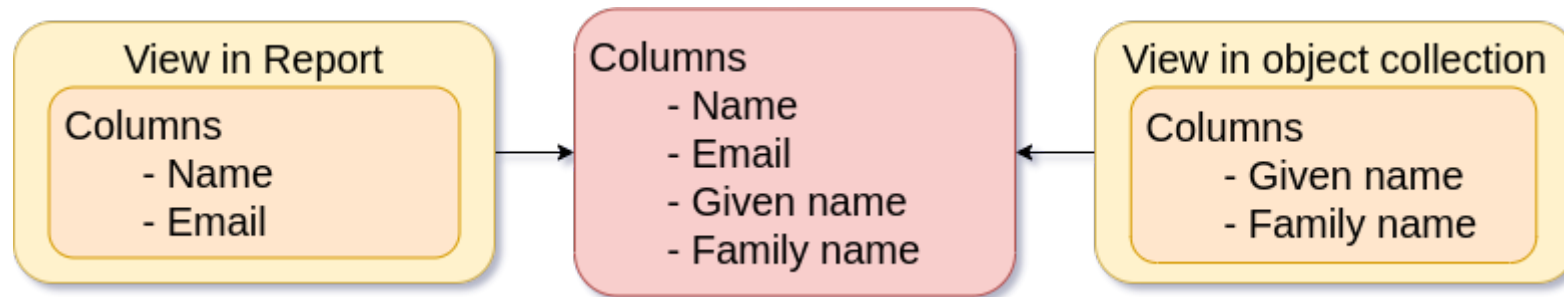 View in Report
Columns
- Name
- Email
Columns
- Name
- Email
- Given name
- Family name
View in object collection
Columns
- Given name
- Family name